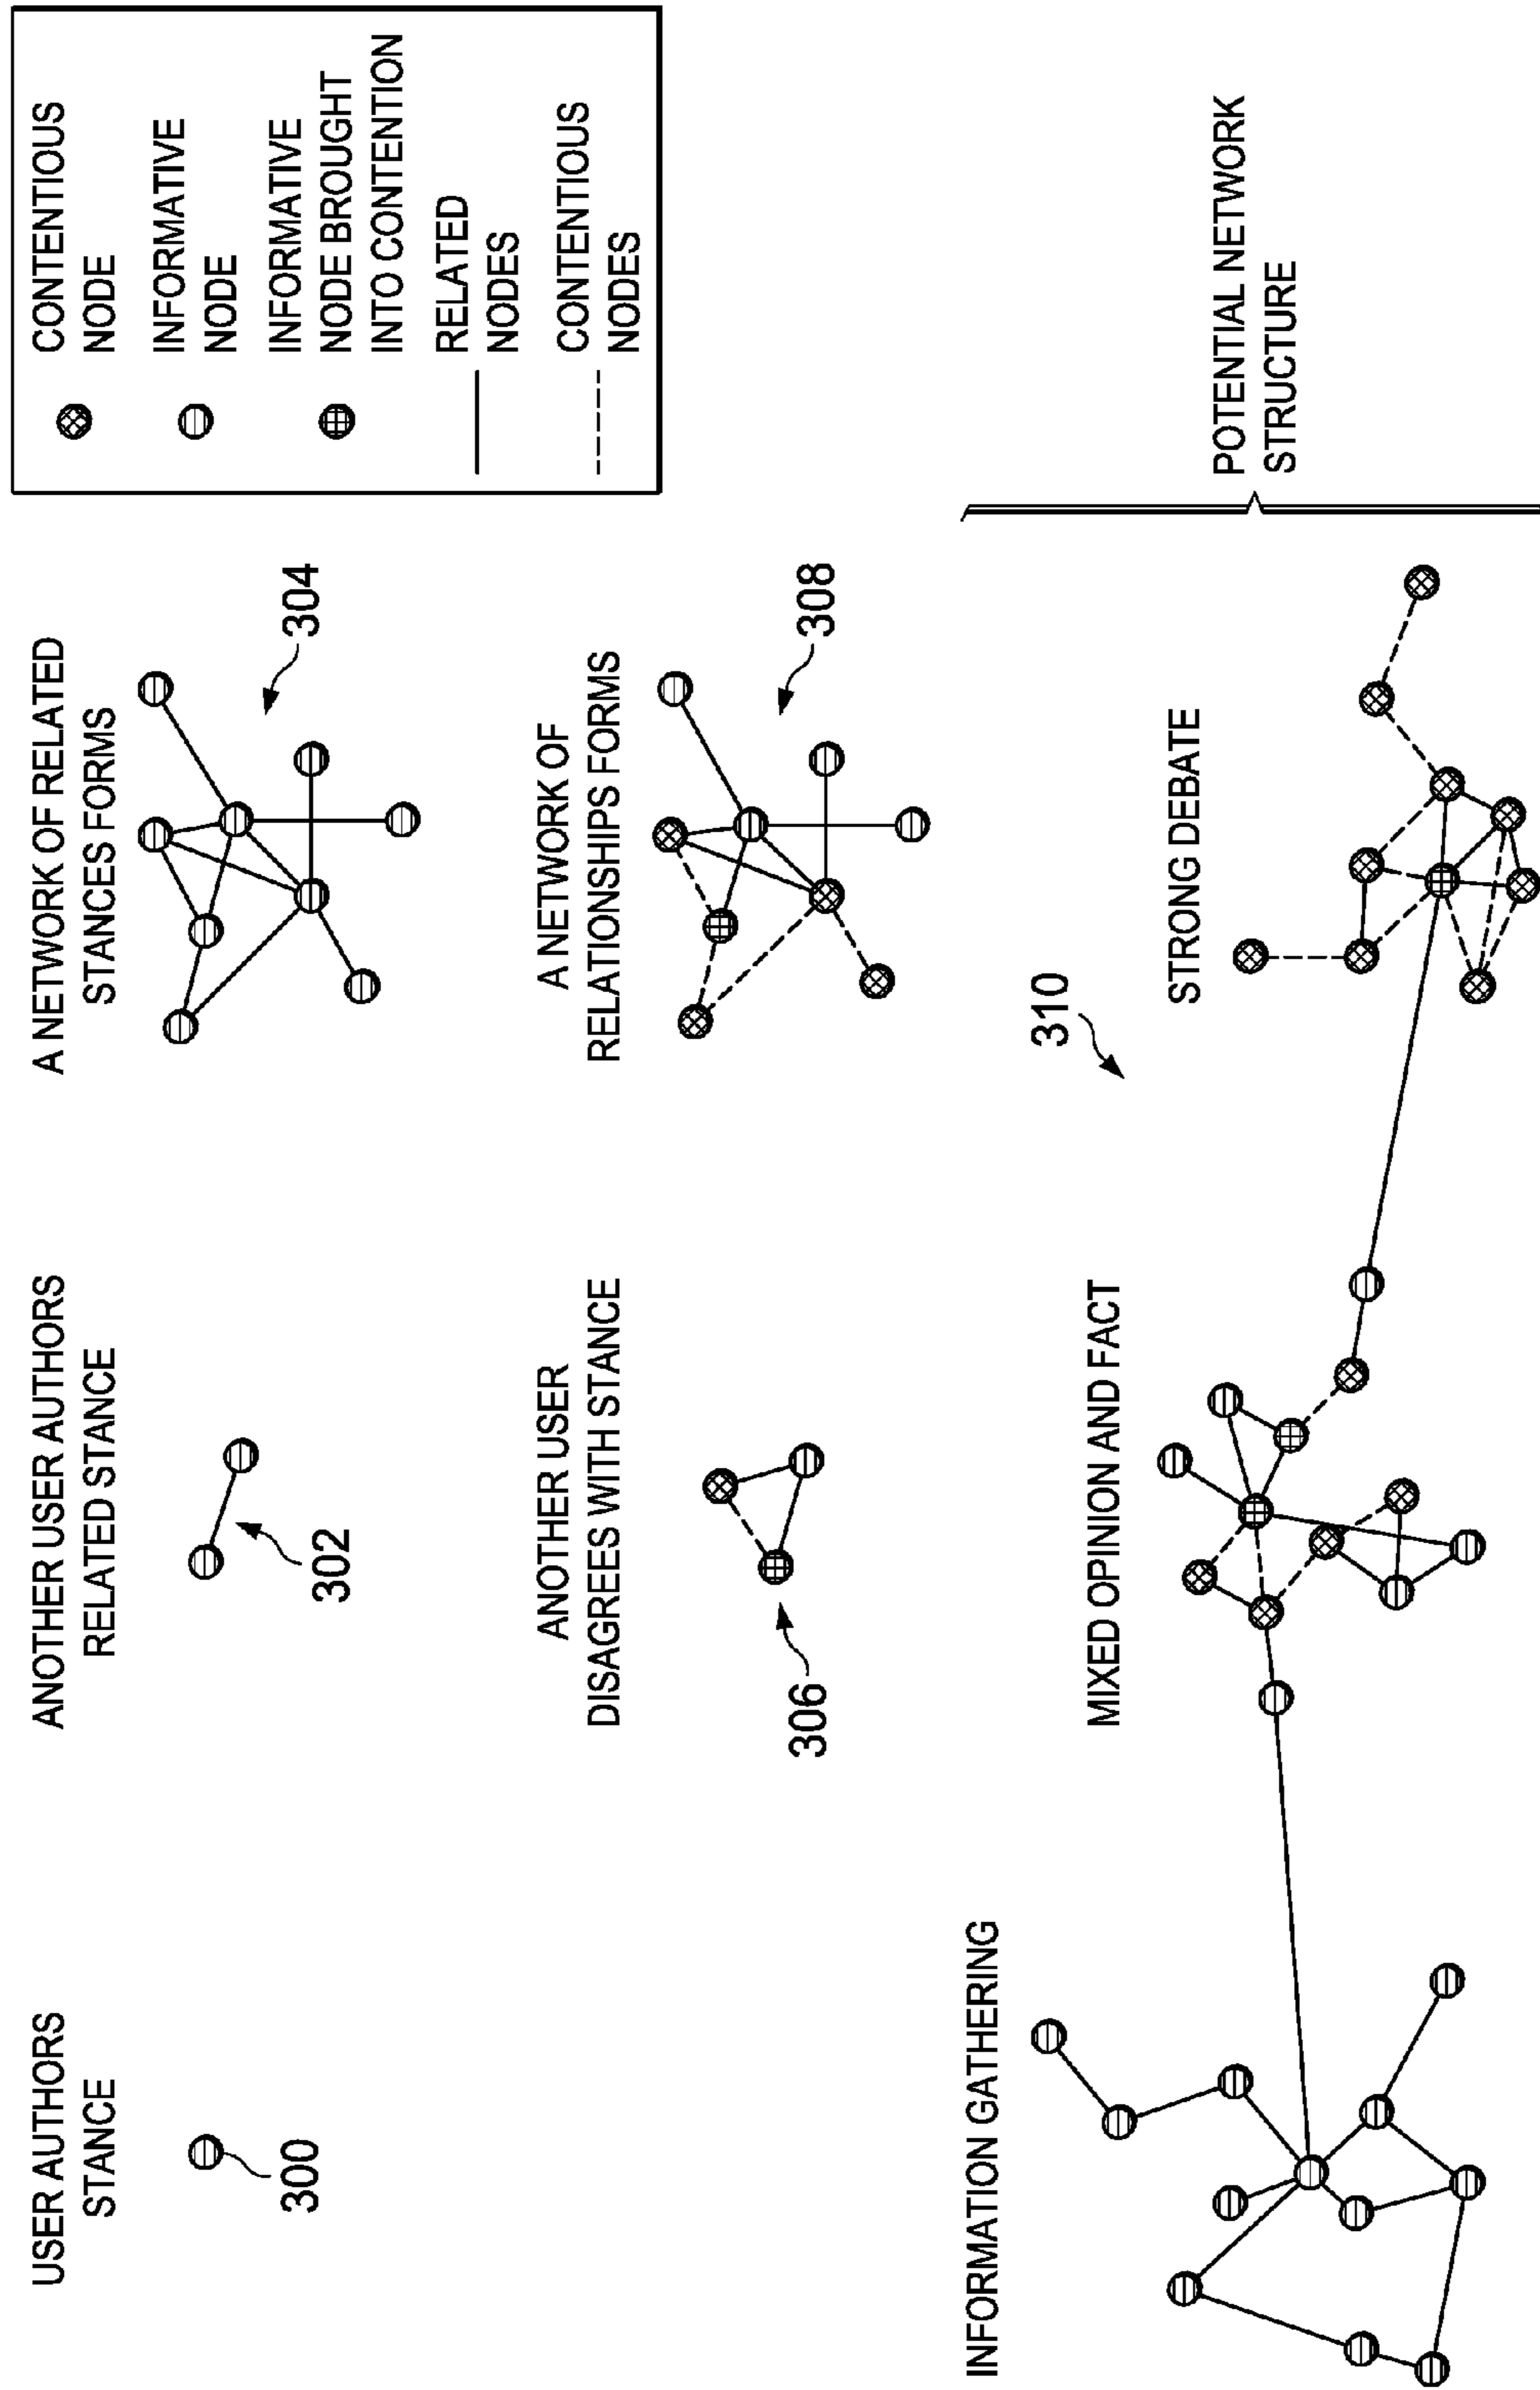 USER AUTHORS
STANCE
300
ANOTHER USER AUTHORS
RELATED STANCE
302
A NETWORK OF RELATED
STANCES FORMS
304
CONTENTIOUS
NODE
INFORMATIVE
NODE
INFORMATIVE
NODE BROUGHT
INTO CONTENTION
RELATED
NODES
CONTENTIOUS
NODES
ANOTHER USER
DISAGREES WITH STANCE
306
A NETWORK OF
RELATIONSHIPS FORMS
308
310
INFORMATION GATHERING
MIXED OPINION AND FACT
STRONG DEBATE
POTENTIAL NETWORK
STRUCTURE